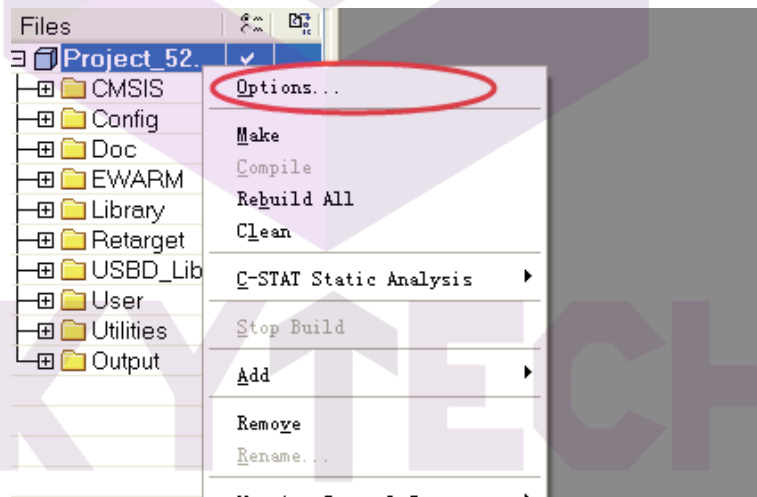 Files
Project_52.
CMSIS
Config
Doc
EWARM
Library
Retarget
USBD_Lib
User
Utilities
Output
Options...
Make
Compile
Rebuild All
Clean
C-STAT Static Analysis
Stop Build
Add
Remove
Rename...
KYTECH